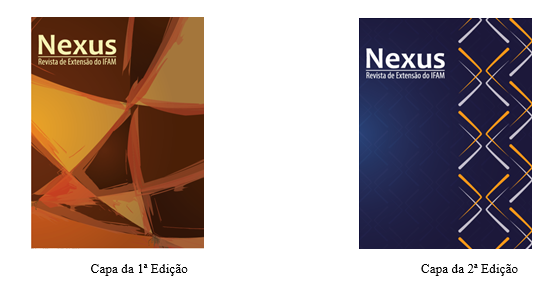 Nexus
Revista de Extensão do IFAM
Capa da 1ª Edição
Nexus
Revista de Extensão do IFAM
Capa da 2ª Edição